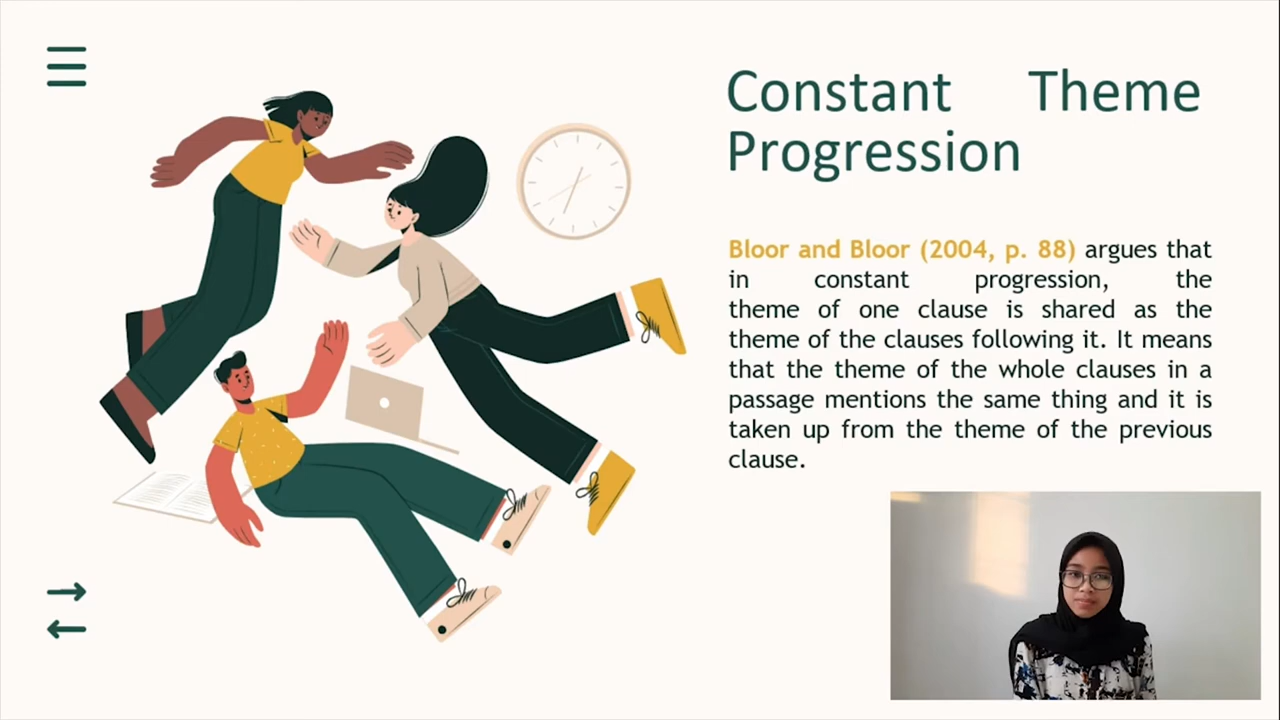 Constant Theme
Progression
Bloor and Bloor (2004, p. 88) argues that
in constant progression, the
theme of one clause is shared as the
theme of the clauses following it. It means
that the theme of the whole clauses in a
passage mentions the same thing and it is
taken up from the theme of the previous
clause.